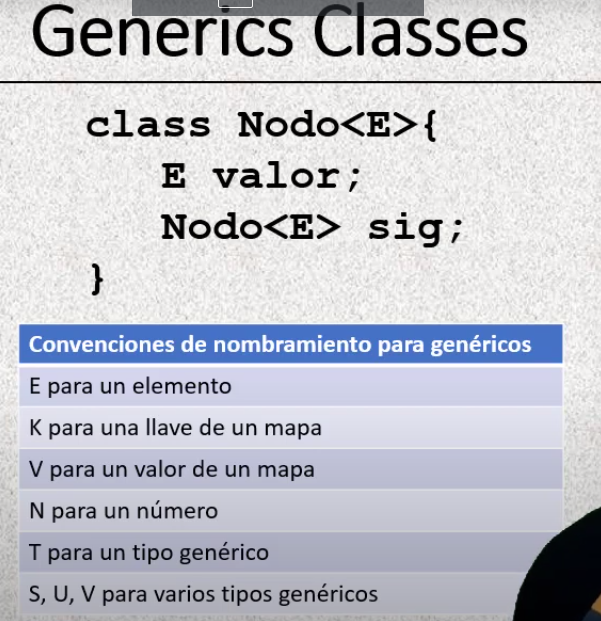 Generics Classes
class Nodo<E>{
E valor;
Nodo<E> sig;
}
Convenciones de nombramiento para genéricos
E para un elemento
K para una llave de un mapa
V para un valor de un mapa
N para un número
T para un tipo genérico
S, U, V para varios tipos genéricos